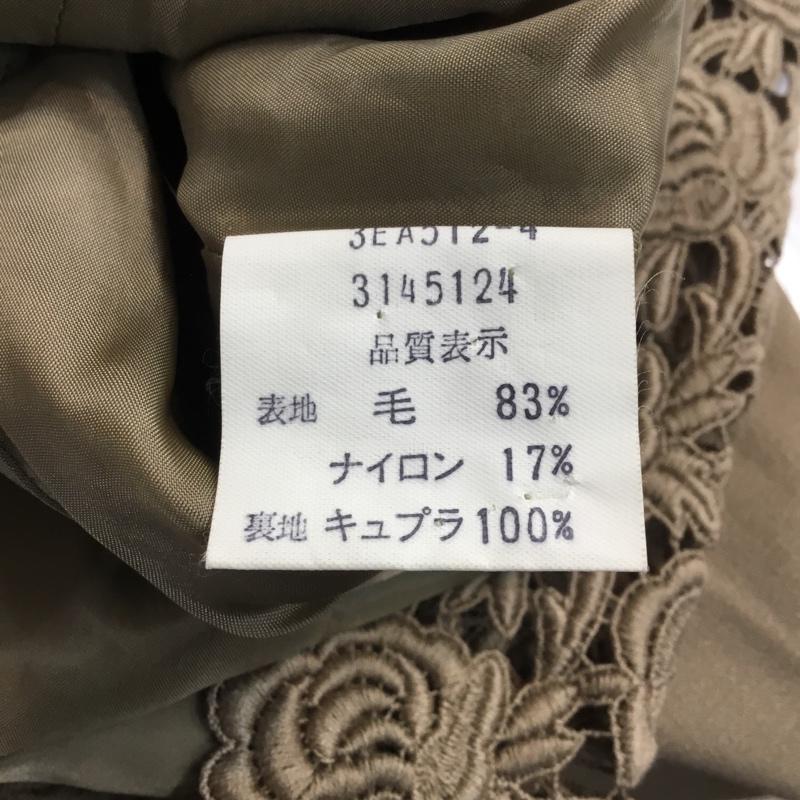 3EA512-4
3145124
品質表示
表地 毛 83%
ナイロン 17%
裏地 キュプラ 100%